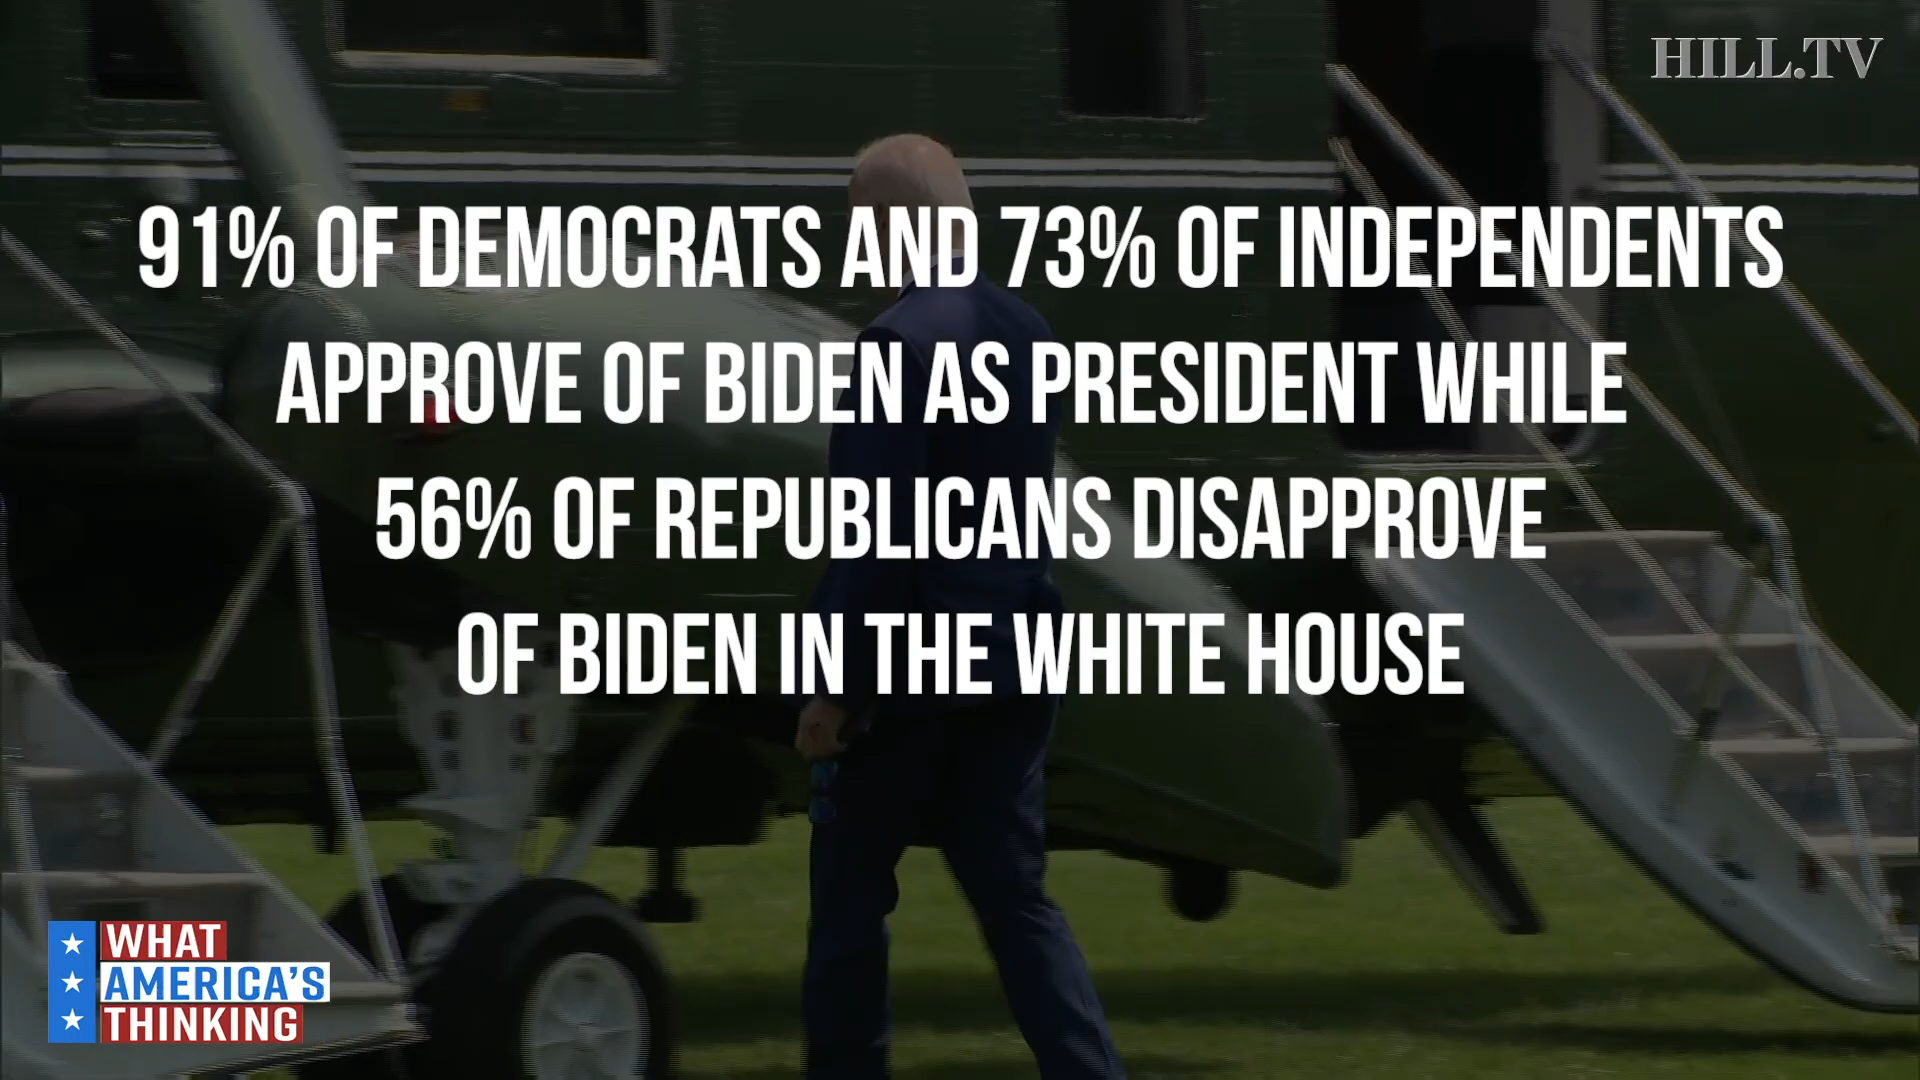 HILL.TV
91% OF DEMOCRATS AND 73% OF INDEPENDENTS
APPROVE OF BIDEN AS PRESIDENT WHILE
56% OF REPUBLICANS DISAPPROVE
OF BIDEN IN THE WHITE HOUSE
WHAT
AMERICA'S
THINKING